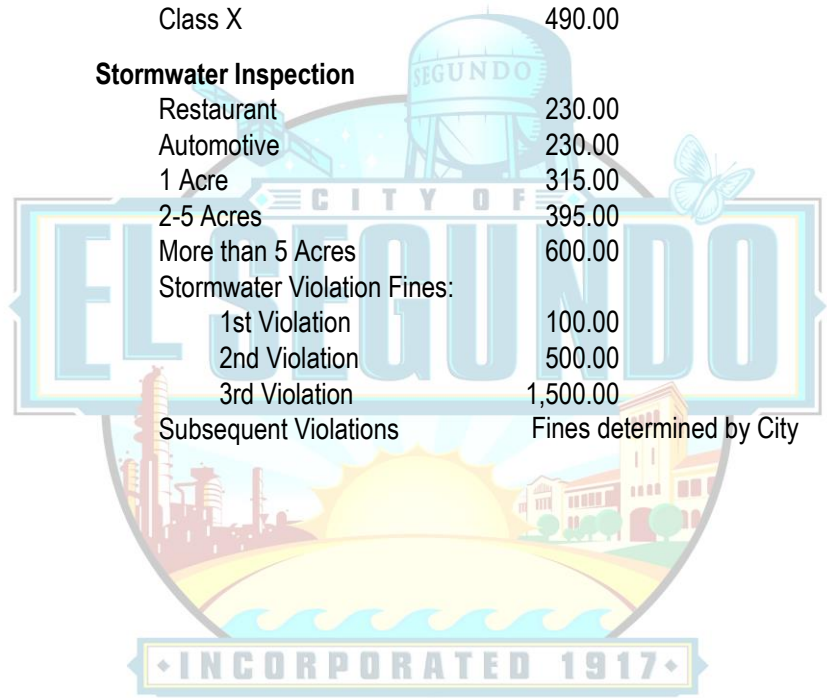 Class X 490.00
Stormwater Inspection
SEGUNDO
Restaurant 230.00
Automotive 230.00
1 Acre 315.00
CITY OF
2-5 Acres 395.00
EL SEGUNDO
More than 5 Acres 600.00
Stormwater Violation Fines:
1st Violation 100.00
2nd Violation 500.00
3rd Violation 1,500.00
Subsequent Violations Fines determined by City
INCORPORATED 1917